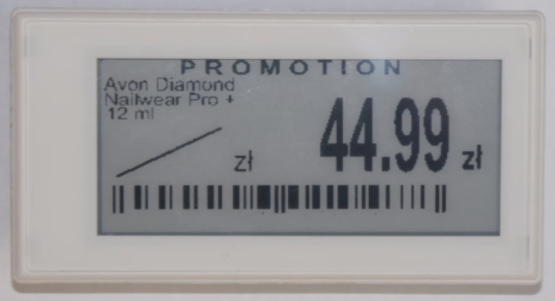 PROMOTION
Avon Diamond
Nailwear Pro +
12 ml
zł
44.99 zł